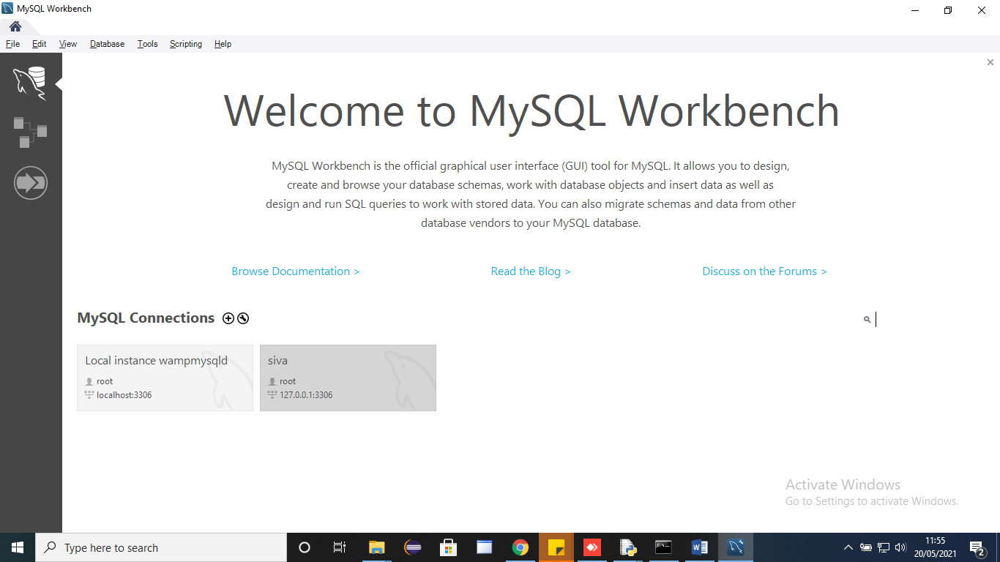 MySQL Workbench
File Edit View Database Tools Scripting Help
Welcome to MySQL Workbench
MySQL Workbench is the official graphical user interface (GUI) tool for MySQL. It allows you to design,
create and browse your database schemas, work with database objects and insert data as well as
design and run SQL queries to work with stored data. You can also migrate schemas and data from other
database vendors to your MySQL database.
Browse Documentation > Read the Blog > Discuss on the Forums >
MySQL Connections
Local instance wampmysqld
root
localhost:3306
siva
root
127.0.0.1:3306
Activate Windows
Go to Settings to activate Windows.
Type here to search
11:55
20/05/2021
2